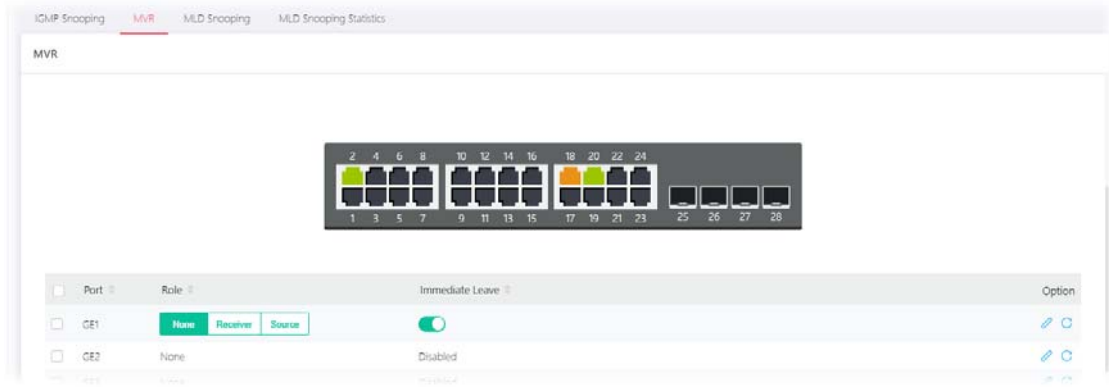 IGMP Snooping MVR MLD Snooping MLD Snooping Statistics
MVR
2 4 6 8 10 12 14 16 18 20 22 24
1 3 5 7 9 11 13 15 17 19 21 23 25 26 27 28
Port Role Immediate Leave Option
GE1 None Receiver Source
GE2 None Disabled